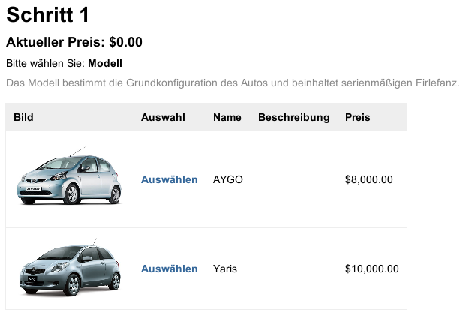 Schritt 1
Aktueller Preis: $0.00
Bitte wählen Sie: Modell
Das Modell bestimmt die Grundkonfiguration des Autos und beinhaltet serienmäßigen Eirlefanz.
Bild Auswahl Name Beschreibung Preis
Auswählen AYGO $8,000.00
Auswählen Yaris $10,000.00